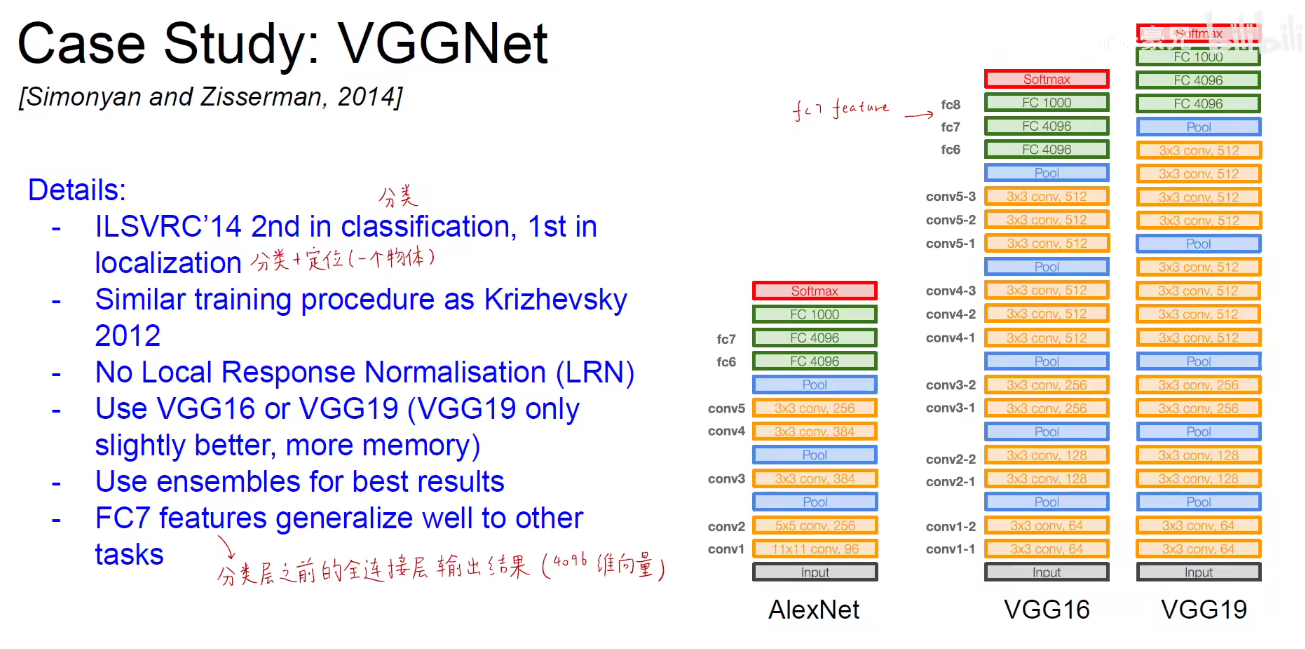 Case Study: VGGNet
[Simonyan and Zisserman, 2014]
Details:
分类
- ILSVRC’14 2nd in classification, 1st in
localization 分类+定位(一个物体)
- Similar training procedure as Krizhevsky
2012
- No Local Response Normalisation (LRN)
- Use VGG16 or VGG19 (VGG19 only
slightly better, more memory)
- Use ensembles for best results
- FC7 features generalize well to other
tasks
分类层之前的全连接层输出结果(4096维向量)
Softmax
FC 1000
fc7 FC 4096
fc6 FC 4096
Pool
conv5 3x3 conv, 256
conv4 3x3 conv, 384
Pool
conv3 3x3 conv, 384
Pool
conv2 5x5 conv, 256
conv1 11x11 conv, 96
Input
AlexNet
fc7 feature →
Softmax
fc8 FC 1000
fc7 FC 4096
fc6 FC 4096
Pool
conv5-3 3x3 conv, 512
conv5-2 3x3 conv, 512
conv5-1 3x3 conv, 512
Pool
conv4-3 3x3 conv, 512
conv4-2 3x3 conv, 512
conv4-1 3x3 conv, 512
Pool
conv3-2 3x3 conv, 256
conv3-1 3x3 conv, 256
Pool
conv2-2 3x3 conv, 128
conv2-1 3x3 conv, 128
Pool
conv1-2 3x3 conv, 64
conv1-1 3x3 conv, 64
Input
VGG16
bilibili
Softmax
FC 1000
FC 4096
FC 4096
Pool
3x3 conv, 512
3x3 conv, 512
3x3 conv, 512
3x3 conv, 512
Pool
3x3 conv, 512
3x3 conv, 512
3x3 conv, 512
3x3 conv, 512
Pool
3x3 conv, 256
3x3 conv, 256
Pool
3x3 conv, 128
3x3 conv, 128
Pool
3x3 conv, 64
3x3 conv, 64
Input
VGG19